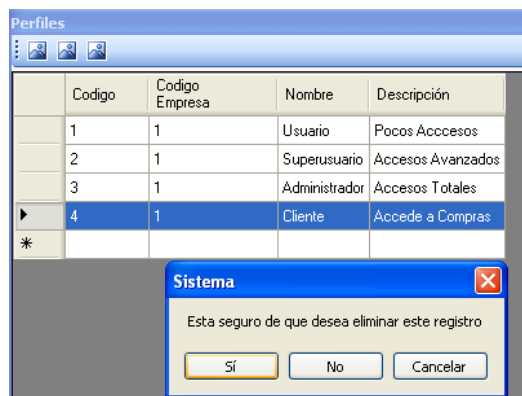 Perfiles
Codigo Codigo Empresa Nombre Descripción
1 1 Usuario Pocos Acccesos
2 1 Superusuario Accesos Avanzados
3 1 Administrador Accesos Totales
4 1 Cliente Accede a Compras
Sistema
Esta seguro de que desea eliminar este registro
Sí No Cancelar